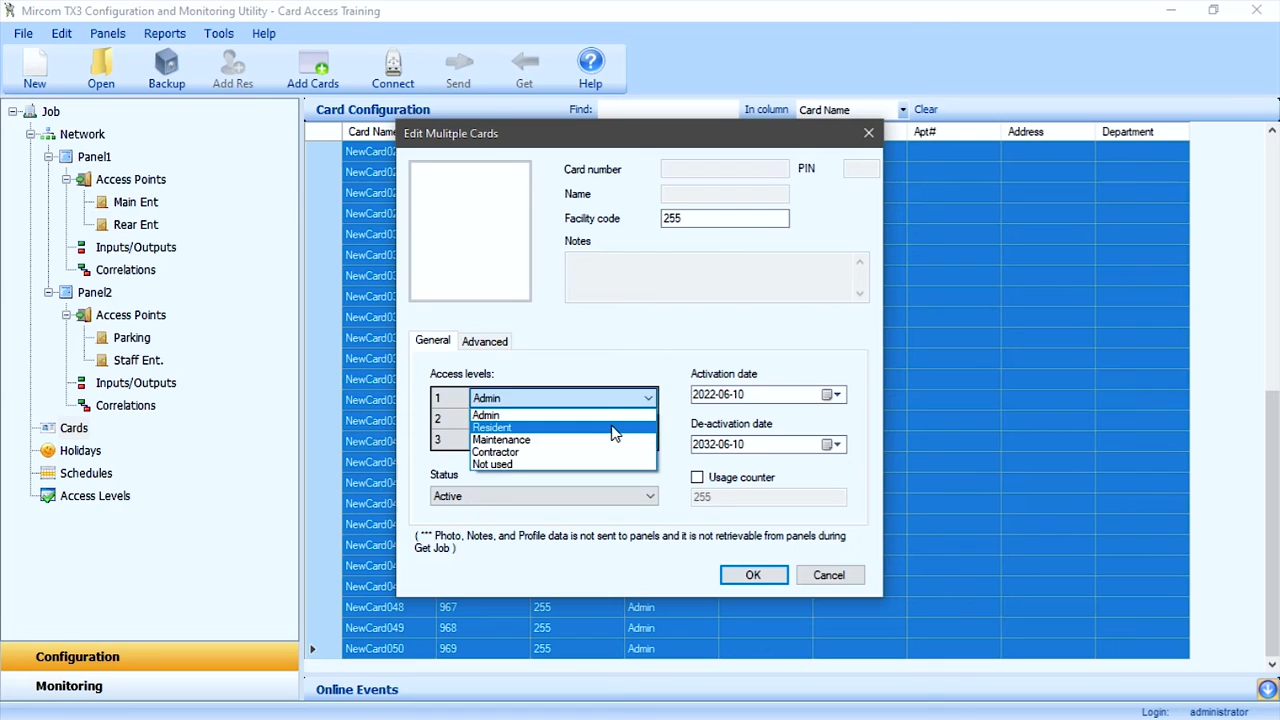 Mircom TX3 Configuration and Monitoring Utility - Card Access Training
File Edit Panels Reports Tools Help
New Open Backup Add Res Add Cards Connect Send Get Help
Job
Network
Panel1
Access Points
Main Ent
Rear Ent
Inputs/Outputs
Correlations
Panel2
Access Points
Parking
Staff Ent.
Inputs/Outputs
Correlations
Cards
Holidays
Schedules
Access Levels
Configuration
Monitoring
Card Configuration Find: In column Card Name Clear
Card Name Apt# Address Department
Edit Mulitple Cards
Card number PIN
Name
Facility code 255
Notes
General Advanced
Access levels:
1 Admin
2
3
Admin
Resident
Maintenance
Contractor
Not used
Status
Active
Activation date
2022-06-10
De-activation date
2032-06-10
Usage counter
255
( *** Photo, Notes, and Profile data is not sent to panels and it is not retrievable from panels during
Get Job )
OK Cancel
NewCard048 967 255 Admin
NewCard049 968 255 Admin
NewCard050 969 255 Admin
Online Events
Login: administrator